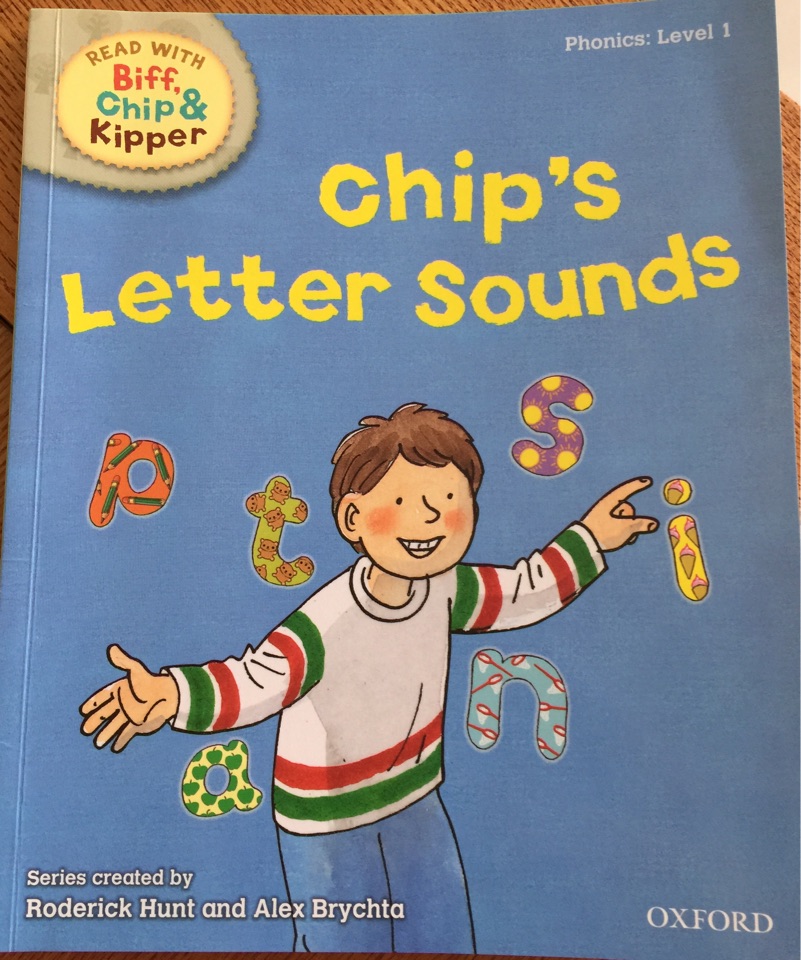 READ WITH
Biff,
Chip &
Kipper
Phonics: Level 1
Chip's
Letter Sounds
s
p
t
i
n
a
Series created by
Roderick Hunt and Alex Brychta
OXFORD